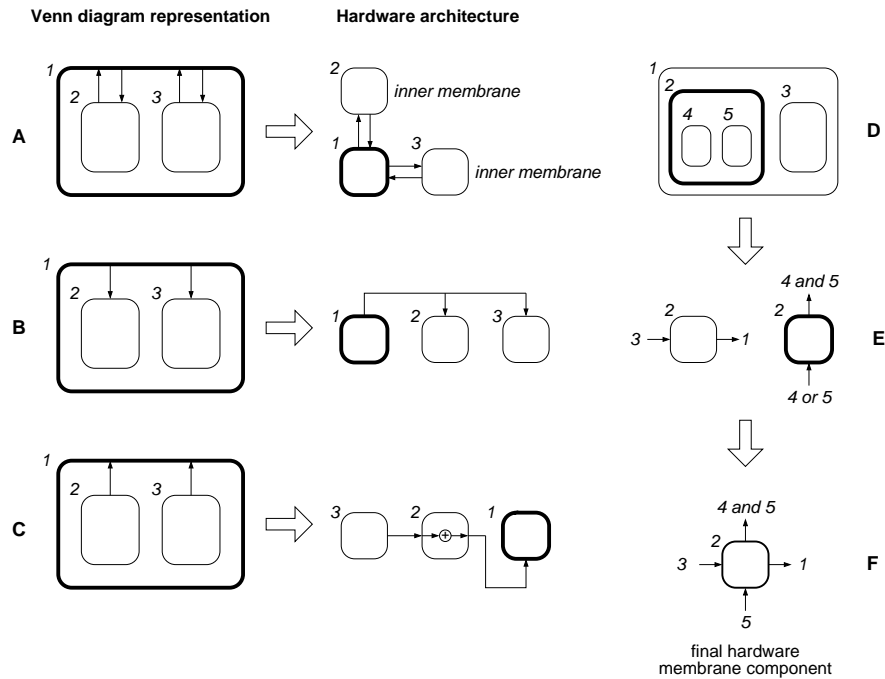 Venn diagram representation
Hardware architecture
A
1
2
3
2
inner membrane
1
3
inner membrane
D
1
2
3
4
5
B
1
2
3
1
2
3
E
2
3
1
4 and 5
2
4 or 5
C
1
2
3
3
2
1
F
4 and 5
2
3
1
5
final hardware
membrane component